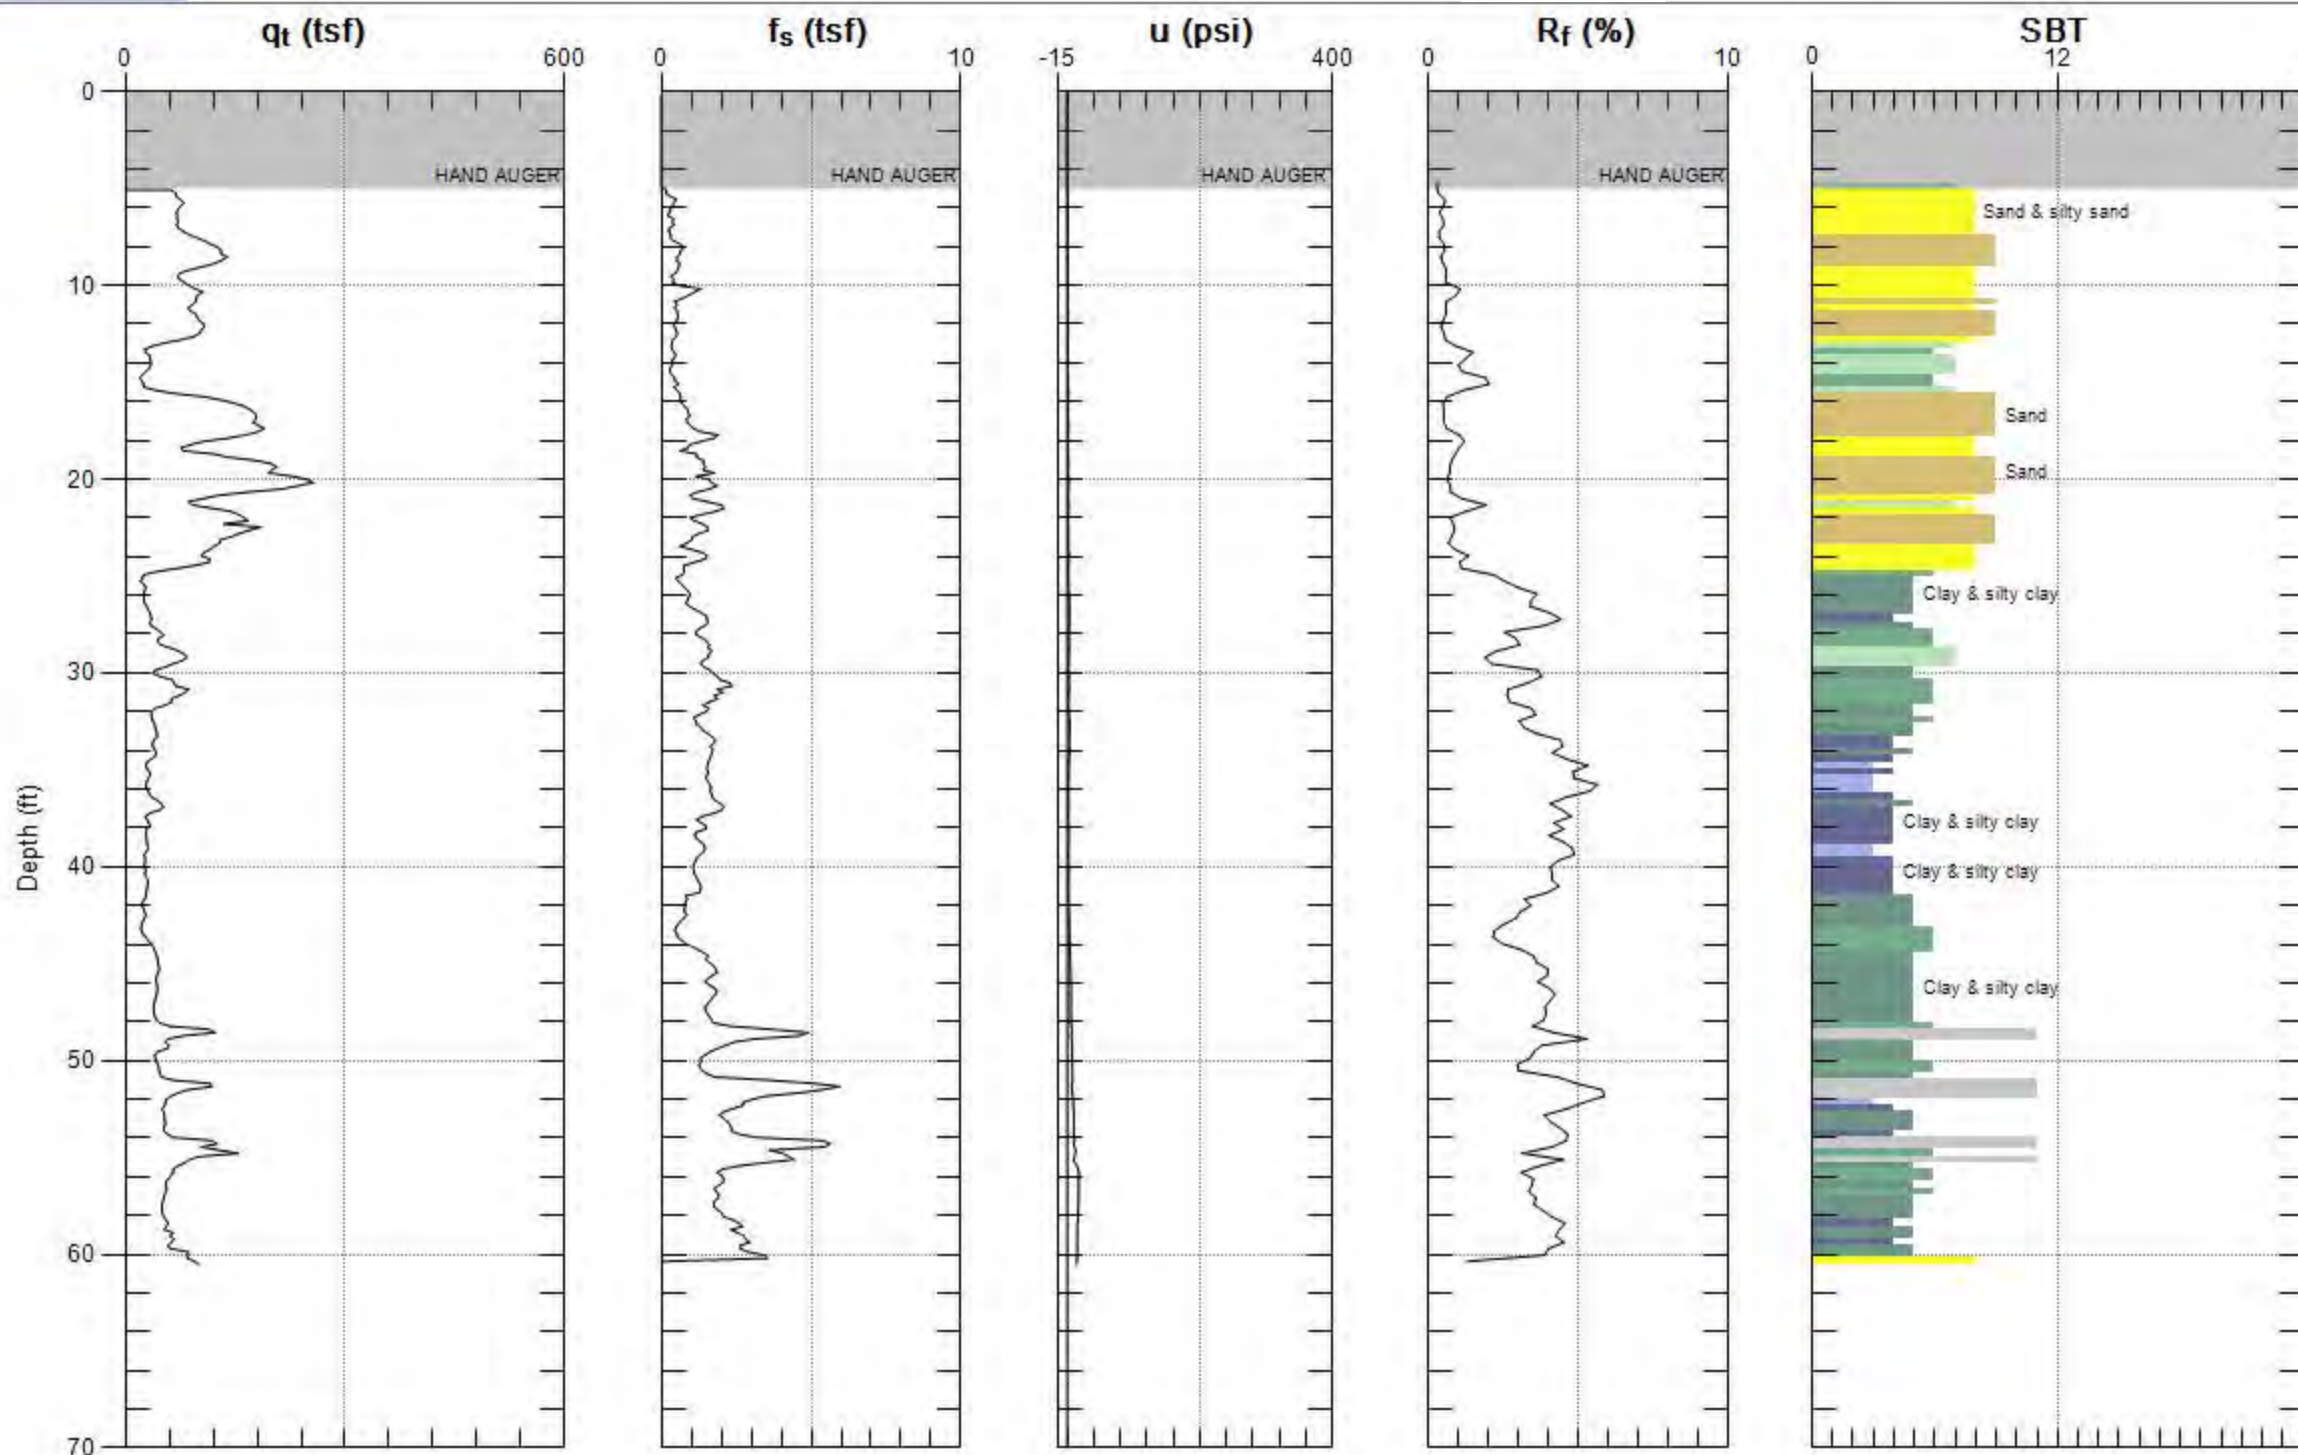 qt (tsf) fs (tsf) u (psi) Rf (%) SBT
0 600 0 10 -15 400 0 10 0 12
0
HAND AUGER HAND AUGER HAND AUGER HAND AUGER
Sand & silty sand
10
Sand
20 Sand
Clay & silty clay
30
Depth (ft)
Clay & silty clay
40 Clay & silty clay
Clay & silty clay
50
60
70